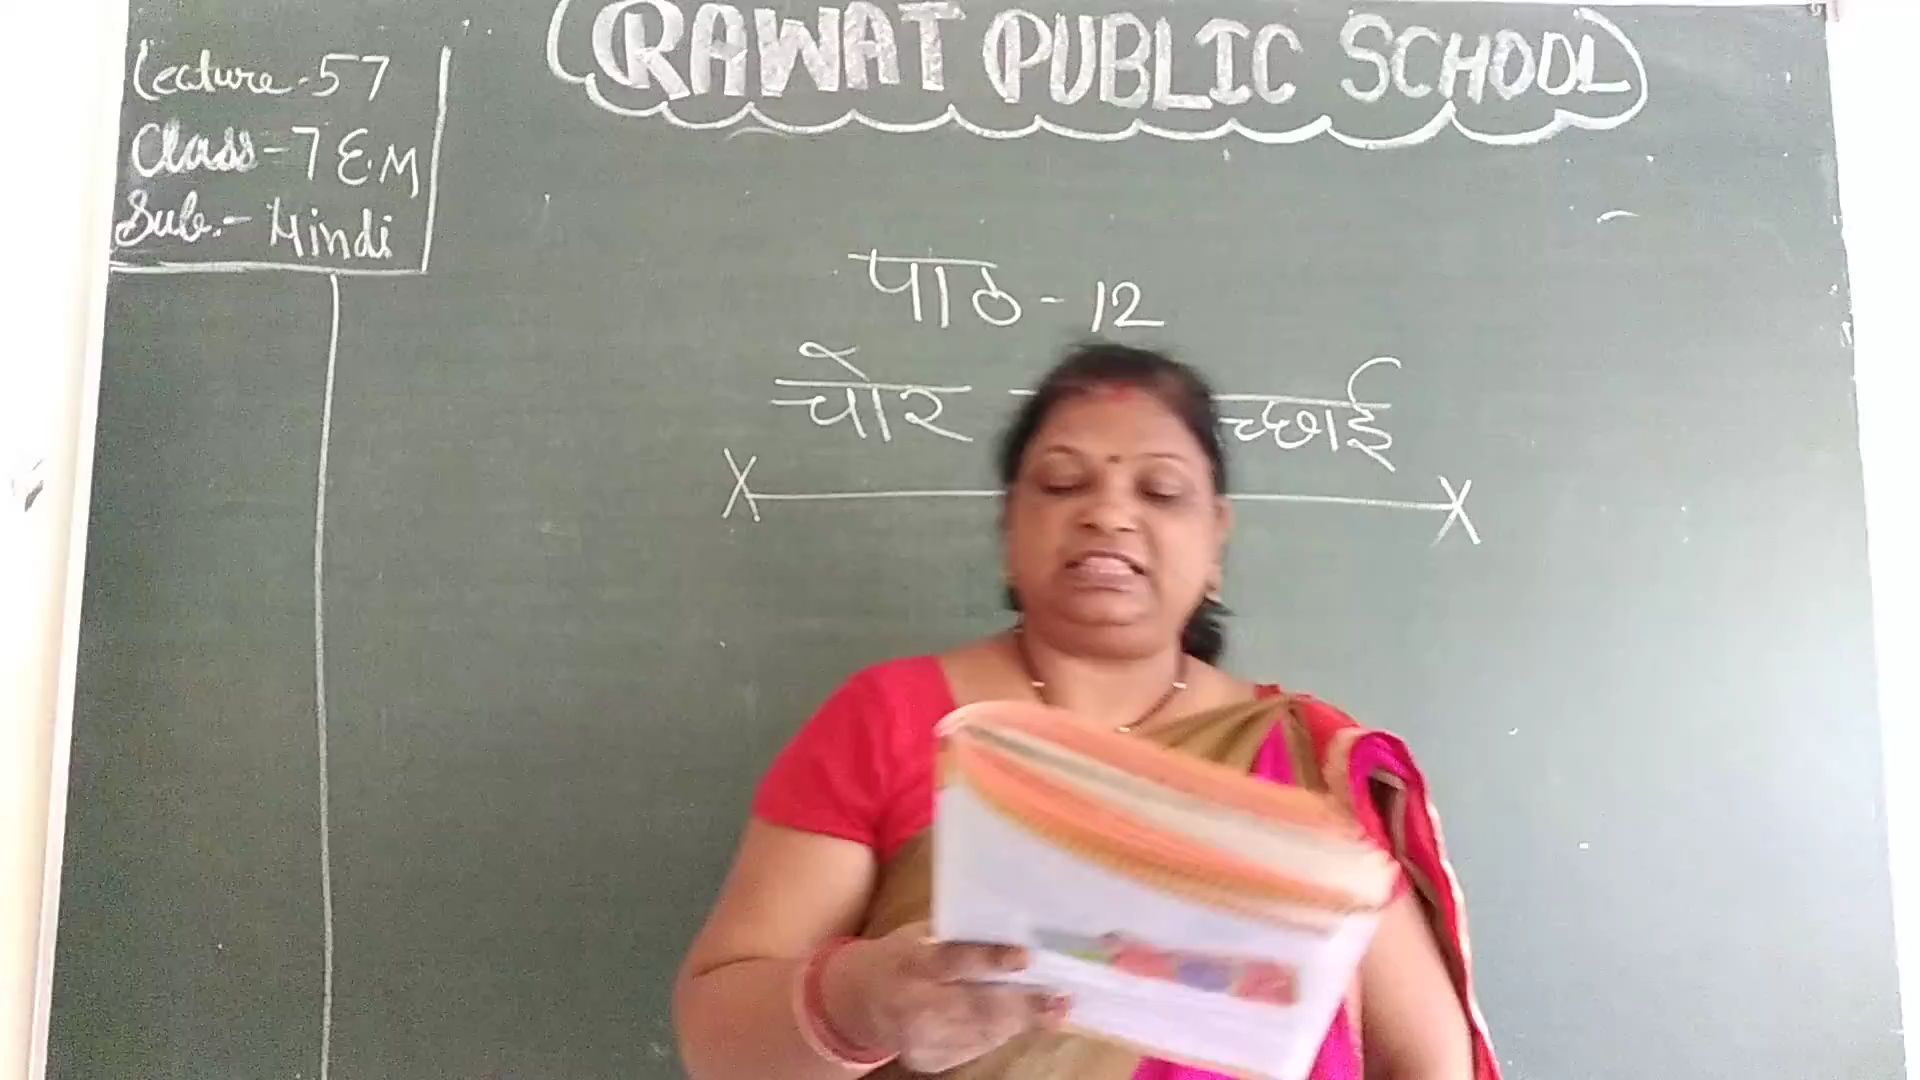 RAWAT PUBLIC SCHOOL
Lecture-57
Class-7 E.M
Sub.- Hindi
पाठ-12
चोर च्छाई